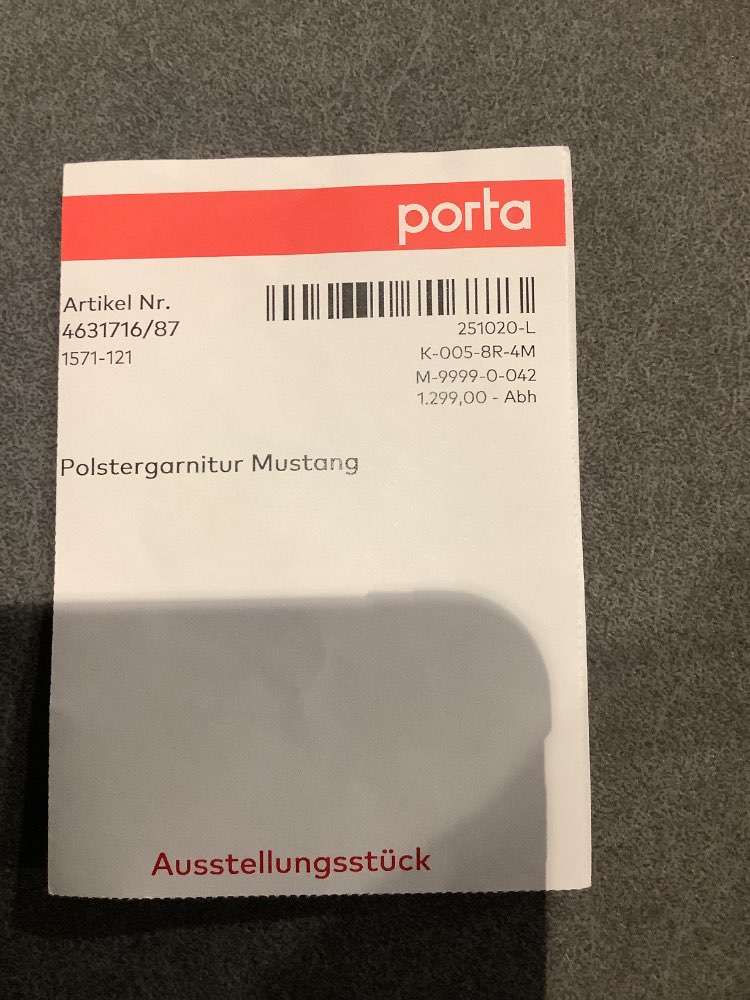 porta
Artikel Nr.
4631716/87
1571-121
251020-L
K-005-8R-4M
M-9999-0-042
1.299,00 - Abh
Polstergarnitur Mustang
Ausstellungsstück